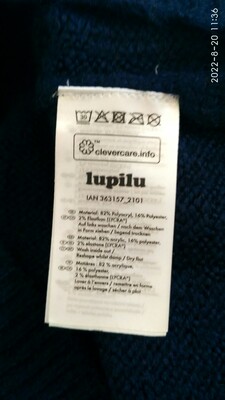 2022-8-20 11:36
30
™
clevercare.info
lupilu
IAN 363157_2101
Material: 82% Polyacryl, 16% Polyester,
2% Elasthan (LYCRA®)
Auf links waschen / nach dem Waschen
in Form ziehen / liegend trocknen
Material: 82% acrylic, 16% polyester,
2% elastane (LYCRA®)
Wash inside out /
Reshape whilst damp / Dry flat
Matières : 82 % acrylique,
16 % polyester,
2 % élasthanne (LYCRA®)
Laver à l'envers / remettre en forme
après le lavage / sécher à plat